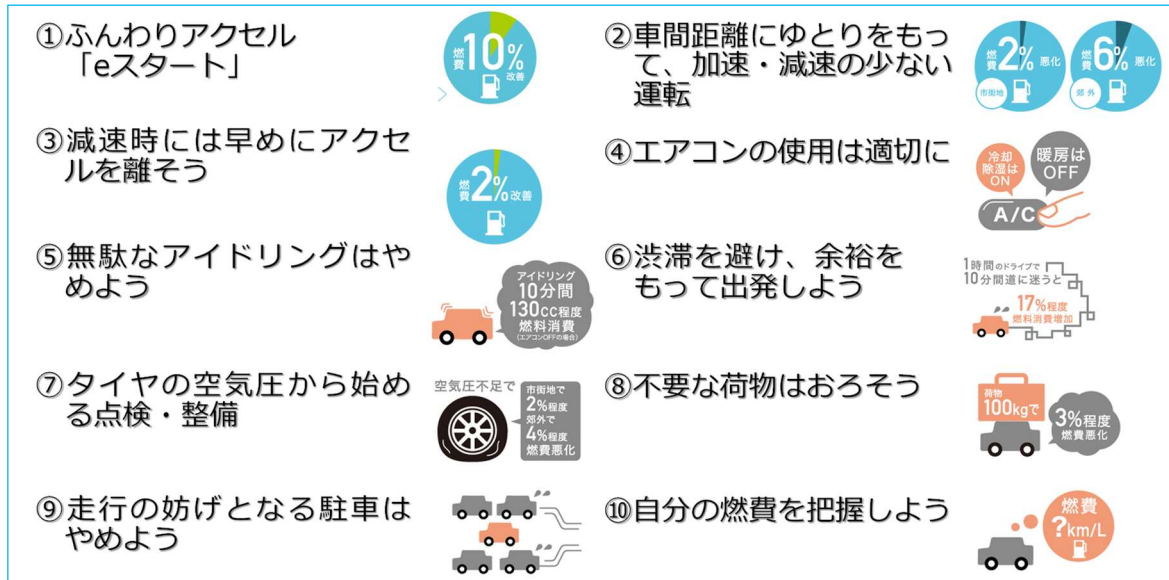 ①ふんわりアクセル
「eスタート」
燃費
10%
改善
②車間距離にゆとりをもっ
て、加速・減速の少ない
運転
燃費
2%
悪化
市街地
燃費
6%
悪化
郊外
③減速時には早めにアクセ
ルを離そう
燃費
2%
改善
④エアコンの使用は適切に
冷却
除湿は
ON
暖房は
OFF
A/C
⑤無駄なアイドリングはや
めよう
アイドリング
10分間
130cc程度
燃料消費
(エアコンOFFの場合)
⑥渋滞を避け、余裕を
もって出発しよう
1時間のドライブで
10分間道に迷うと
17%程度
燃料消費増加
⑦タイヤの空気圧から始め
る点検・整備
空気圧不足で
市街地で
2%程度
郊外で
4%程度
燃費悪化
⑧不要な荷物はおろそう
荷物
100kgで
3%程度
燃費悪化
⑨走行の妨げとなる駐車は
やめよう
⑩自分の燃費を把握しよう
燃費
?km/L